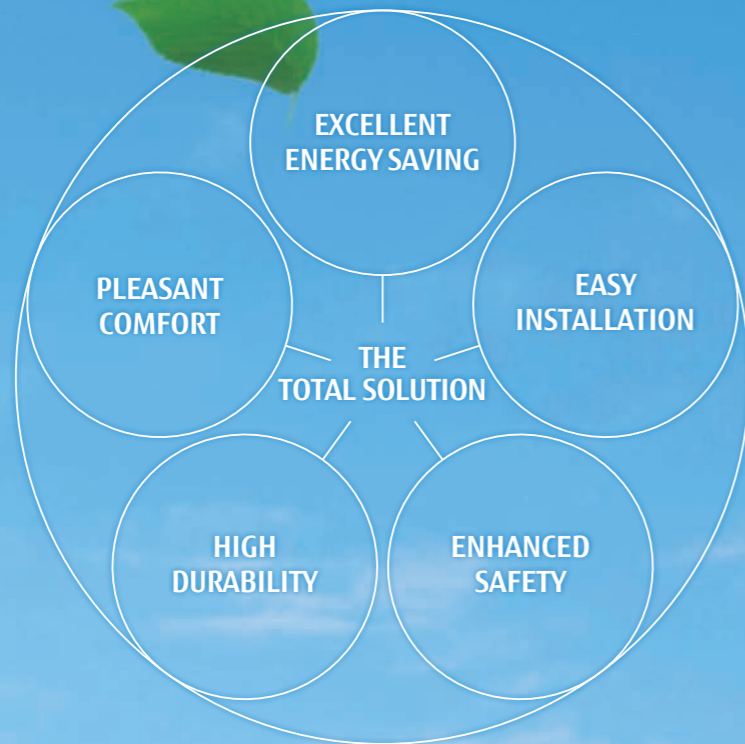 EXCELLENT
ENERGY SAVING
PLEASANT
COMFORT
EASY
INSTALLATION
THE
TOTAL SOLUTION
HIGH
DURABILITY
ENHANCED
SAFETY